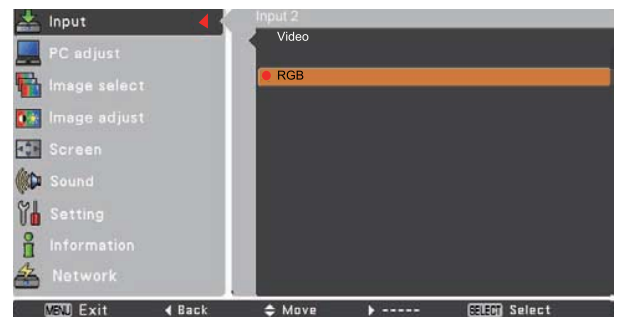 Input
PC adjust
Image select
Image adjust
Screen
Sound
Setting
Information
Network
Input 2
Video
RGB
MENU Exit Back Move ----- SELECT Select